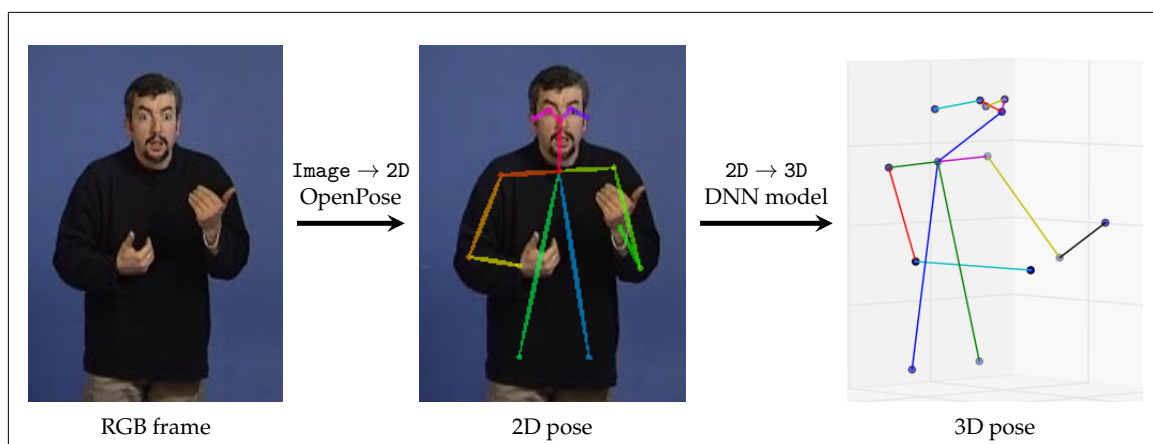 Image → 2D
OpenPose
2D → 3D
DNN model
RGB frame
2D pose
3D pose